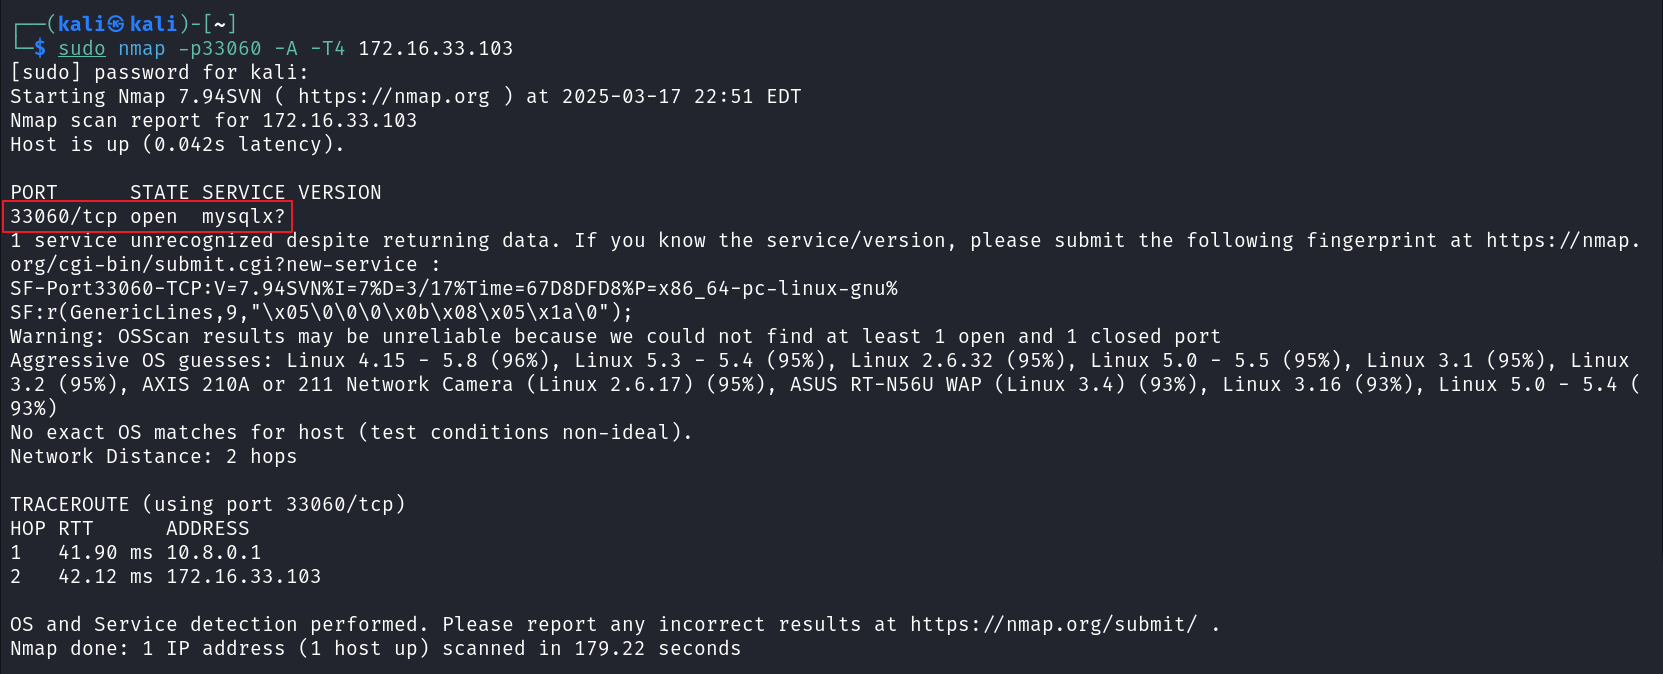 ┌──(kali㉿kali)-[~]
└─$ sudo nmap -p33060 -A -T4 172.16.33.103
[sudo] password for kali:
Starting Nmap 7.94SVN ( https://nmap.org ) at 2025-03-17 22:51 EDT
Nmap scan report for 172.16.33.103
Host is up (0.042s latency).

PORT      STATE SERVICE VERSION
33060/tcp open  mysqlx?
1 service unrecognized despite returning data. If you know the service/version, please submit the following fingerprint at https://nmap.
org/cgi-bin/submit.cgi?new-service :
SF-Port33060-TCP:V=7.94SVN%I=7%D=3/17%Time=67D8DFD8%P=x86_64-pc-linux-gnu%
SF:r(GenericLines,9,"\x05\0\0\0\x0b\x08\x05\x1a\0");
Warning: OSScan results may be unreliable because we could not find at least 1 open and 1 closed port
Aggressive OS guesses: Linux 4.15 - 5.8 (96%), Linux 5.3 - 5.4 (95%), Linux 2.6.32 (95%), Linux 5.0 - 5.5 (95%), Linux 3.1 (95%), Linux
3.2 (95%), AXIS 210A or 211 Network Camera (Linux 2.6.17) (95%), ASUS RT-N56U WAP (Linux 3.4) (93%), Linux 3.16 (93%), Linux 5.0 - 5.4 (
93%)
No exact OS matches for host (test conditions non-ideal).
Network Distance: 2 hops

TRACEROUTE (using port 33060/tcp)
HOP RTT      ADDRESS
1   41.90 ms 10.8.0.1
2   42.12 ms 172.16.33.103

OS and Service detection performed. Please report any incorrect results at https://nmap.org/submit/ .
Nmap done: 1 IP address (1 host up) scanned in 179.22 seconds